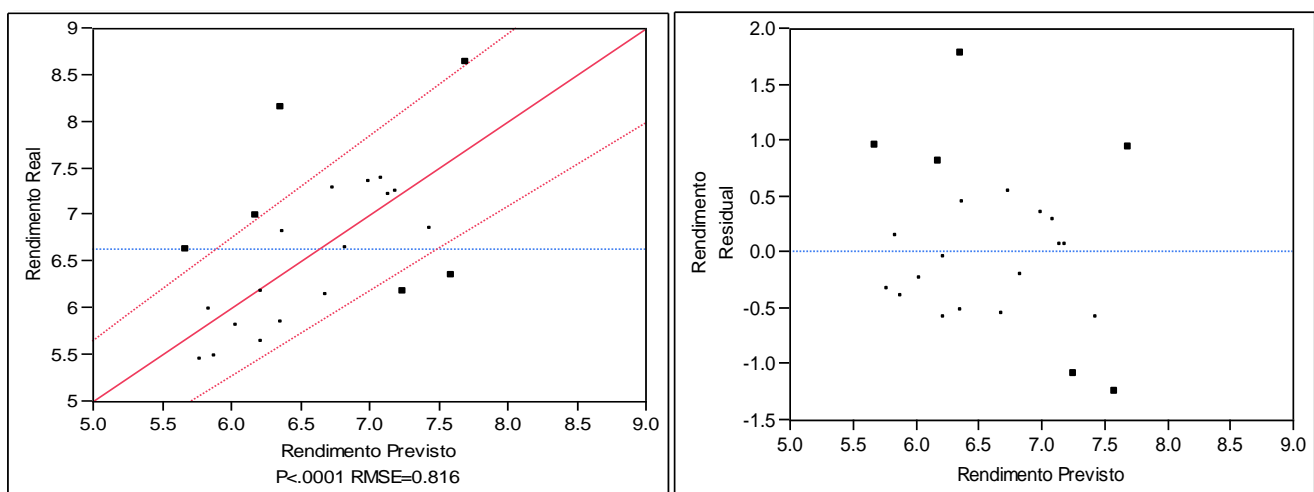 9
8.5
8
7.5
7
6.5
6
5.5
5
Rendimento Real
5.0 5.5 6.0 6.5 7.0 7.5 8.0 8.5 9.0
Rendimento Previsto
P<.0001 RMSE=0.816
2.0
1.5
1.0
0.5
0.0
-0.5
-1.0
-1.5
Rendimento
Residual
5.0 5.5 6.0 6.5 7.0 7.5 8.0 8.5 9.0
Rendimento Previsto